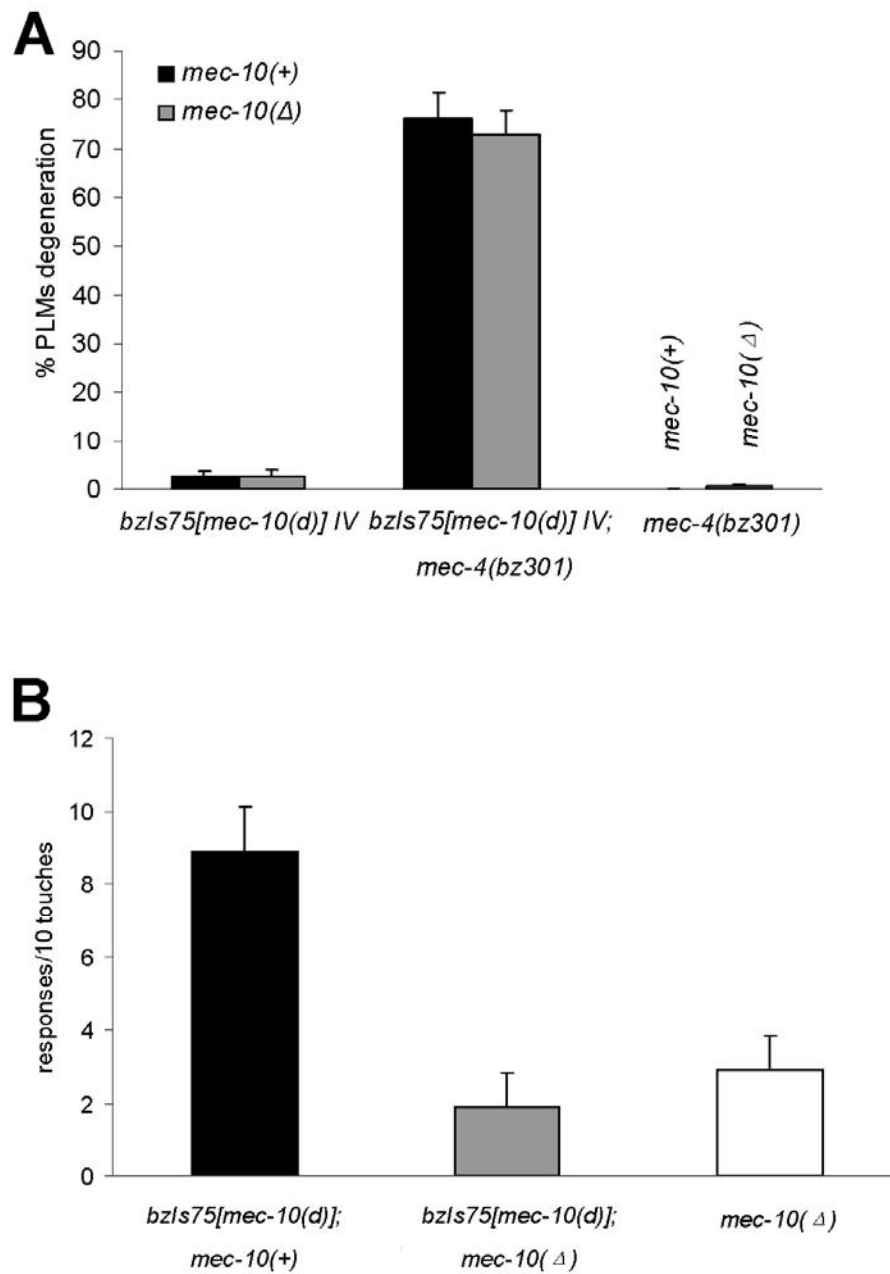 A
90
80
70
60
50
40
30
20
10
0
% PLMs degeneration
mec-10(+)
mec-10(Δ)
mec-10(+)
mec-10(Δ)
bzIs75[mec-10(d)] IV
bzIs75[mec-10(d)] IV;
mec-4(bz301)
mec-4(bz301)
B
12
10
8
6
4
2
0
responses/10 touches
bzIs75[mec-10(d)];
mec-10(+)
bzIs75[mec-10(d)];
mec-10(Δ)
mec-10(Δ)